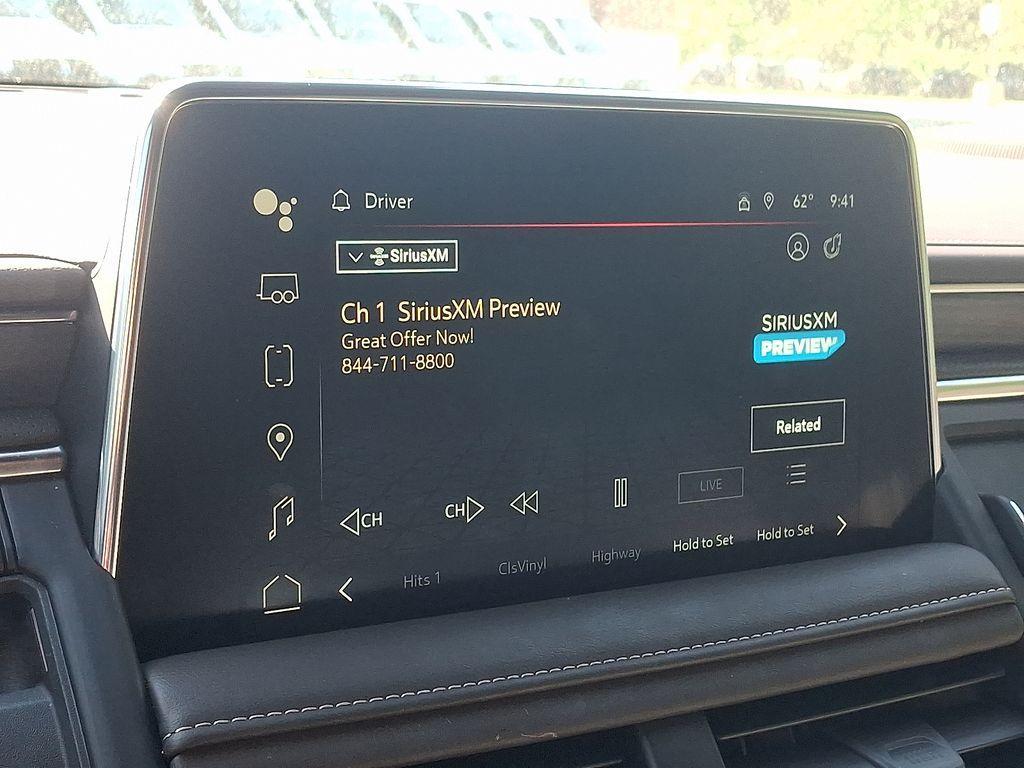 Driver
62° 9:41
SiriusXM
Ch 1 SiriusXM Preview
Great Offer Now!
844-711-8800
SIRIUSXM
PREVIEW
Related
CH
CH
LIVE
Hits 1
ClsVinyl
Highway
Hold to Set
Hold to Set